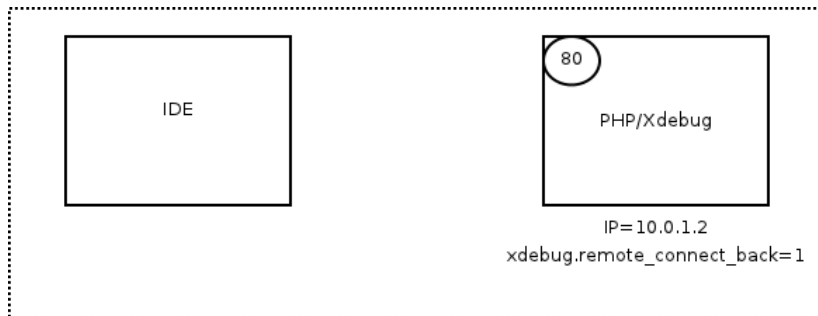 80
IDE
PHP/Xdebug
IP=10.0.1.2
xdebug.remote_connect_back=1